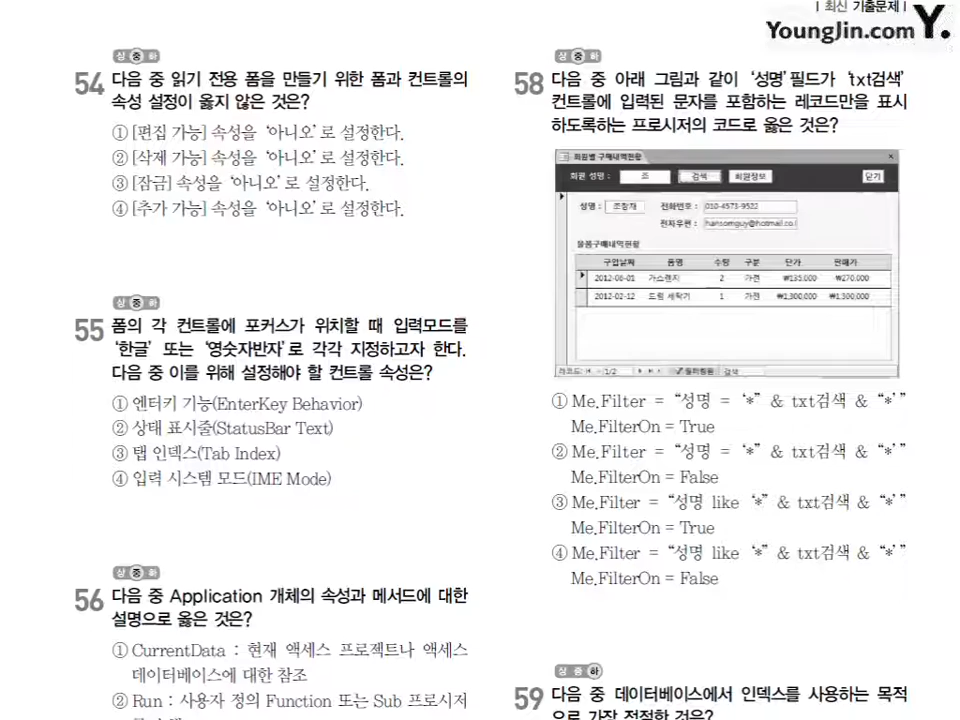 | 최신 기출문제 |
YoungJin.com Y.
상 중 하
54 다음 중 읽기 전용 폼을 만들기 위한 폼과 컨트롤의
속성 설정이 옳지 않은 것은?
① [편집 가능] 속성을 ‘아니오’로 설정한다.
② [삭제 가능] 속성을 ‘아니오’로 설정한다.
③ [잠금] 속성을 ‘아니오’로 설정한다.
④ [추가 가능] 속성을 ‘아니오’로 설정한다.
상 중 하
55 폼의 각 컨트롤에 포커스가 위치할 때 입력모드를
‘한글’ 또는 ‘영숫자반자’로 각각 지정하고자 한다.
다음 중 이를 위해 설정해야 할 컨트롤 속성은?
① 엔터키 기능(EnterKey Behavior)
② 상태 표시줄(StatusBar Text)
③ 탭 인덱스(Tab Index)
④ 입력 시스템 모드(IME Mode)
상 중 하
56 다음 중 Application 개체의 속성과 메서드에 대한
설명으로 옳은 것은?
① CurrentData : 현재 액세스 프로젝트나 액세스
데이터베이스에 대한 참조
② Run : 사용자 정의 Function 또는 Sub 프로시저
상 중 하
58 다음 중 아래 그림과 같이 ‘성명’필드가 ‘txt검색’
컨트롤에 입력된 문자를 포함하는 레코드만을 표시
하도록하는 프로시저의 코드로 옳은 것은?
회원별 구매내역현황
회원 성명 : 조 검색 회원정보 닫기
성명 : 조장재 전화번호 : 010-4573-9522
전자우편 : hansomguy@hotmail.co.
물품구매내역현황
구입날짜 품명 수량 구분 단가 판매가
2012-06-01 가스렌지 2 가전 ₩135,000 ₩270,000
2012-02-12 드럼 세탁기 1 가전 ₩1,300,000 ₩1,300,000
레코드: 1/2 필터링됨 검색
① Me.Filter = “성명 = ‘*” & txt검색 & “*’”
Me.FilterOn = True
② Me.Filter = “성명 = ‘*” & txt검색 & “*’”
Me.FilterOn = False
③ Me.Filter = “성명 like ‘*” & txt검색 & “*’”
Me.FilterOn = True
④ Me.Filter = “성명 like ‘*” & txt검색 & “*’”
Me.FilterOn = False
상 중 하
59 다음 중 데이터베이스에서 인덱스를 사용하는 목적
으로 가장 적절한 것은?